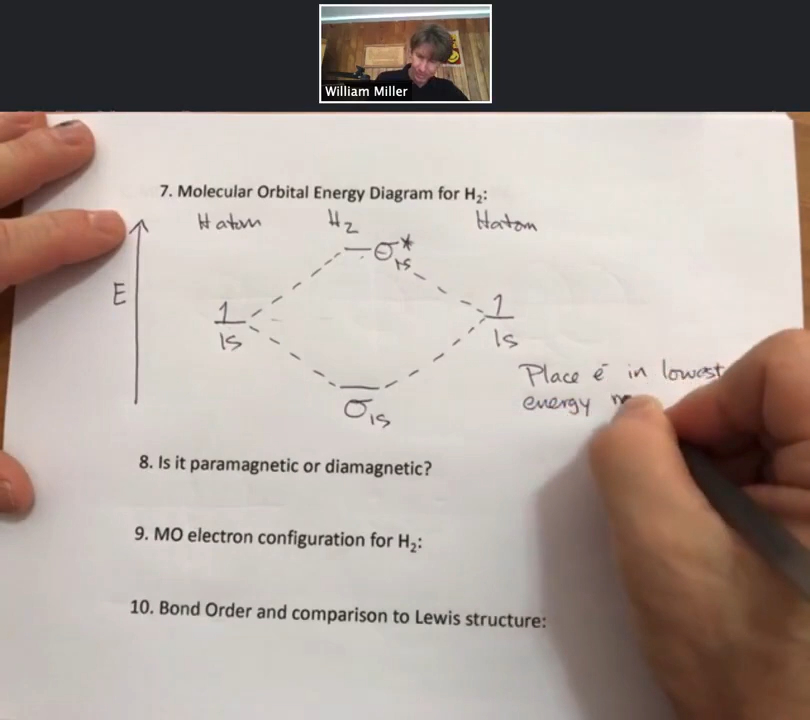 William Miller
7. Molecular Orbital Energy Diagram for H₂:
H atom H₂ H atom
σ*1s
E
1 1
1s 1s
Place e⁻ in lowest
energy
σ1s
8. Is it paramagnetic or diamagnetic?
9. MO electron configuration for H₂:
10. Bond Order and comparison to Lewis structure: